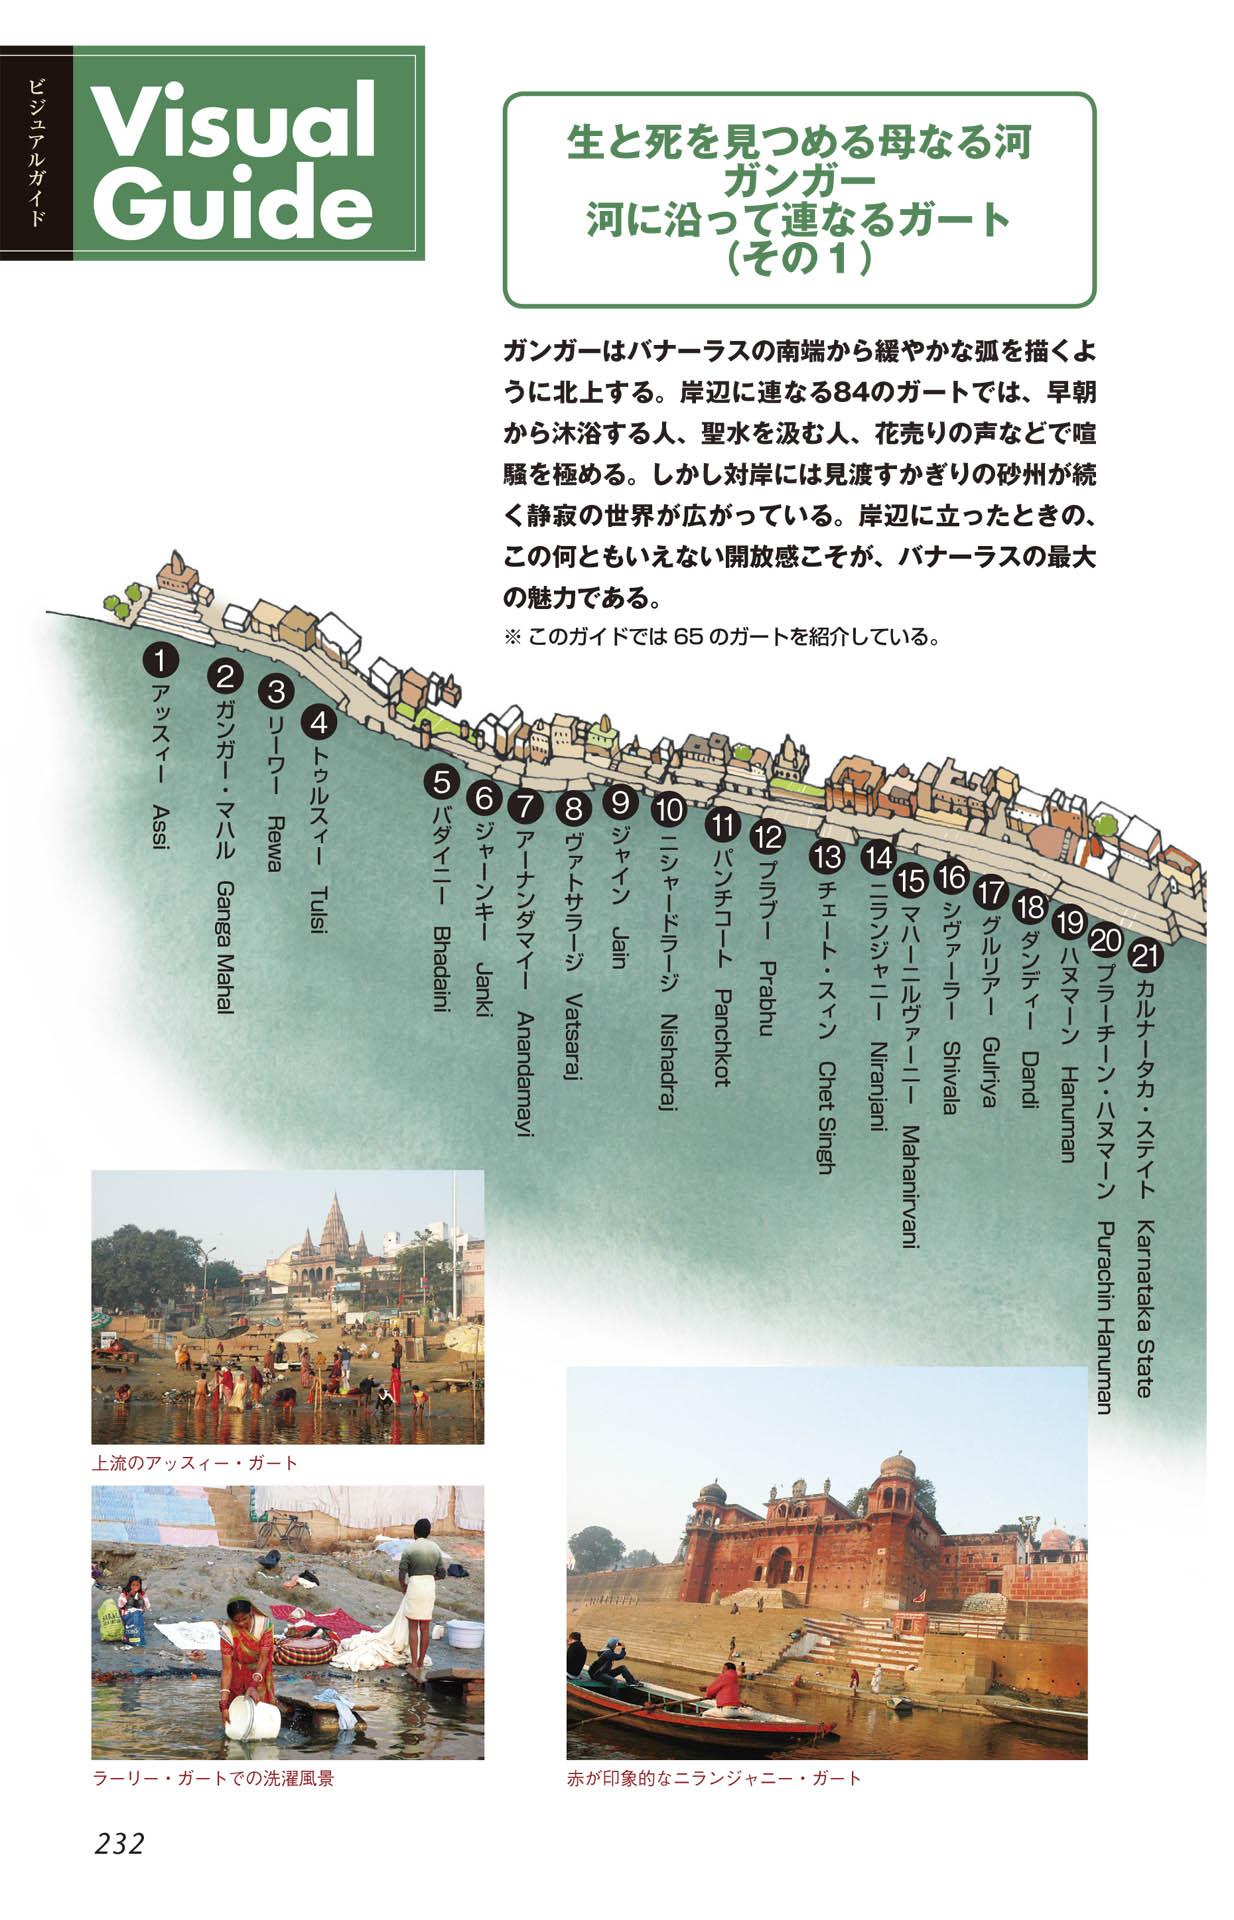 ビジュアルガイド
Visual
Guide
生と死を見つめる母なる河
ガンガー
河に沿って連なるガート
(その1)
ガンガーはバナーラスの南端から緩やかな弧を描くよ
うに北上する。岸辺に連なる84のガートでは、早朝
から沐浴する人、聖水を汲む人、花売りの声などで喧
騒を極める。しかし対岸には見渡すかぎりの砂州が続
く静寂の世界が広がっている。岸辺に立ったときの、
この何ともいえない開放感こそが、バナーラスの最大
の魅力である。
※ このガイドでは 65 のガートを紹介している。
1 アッスィー Assi
2 ガンガー・マハル Ganga Mahal
3 リーワー Rewa
4 トゥルスィー Tulsi
5 バダイニー Bhadaini
6 ジャーンキー Janki
7 アーナンダマイー Anandamayi
8 ヴァトサラージ Vatsaraj
9 ジャイン Jain
10 ニシャードラージ Nishadraj
11 パンチコート Panchkot
12 プラブー Prabhu
13 チェート・スィン Chet Singh
14 ニランジャニー Niranjani
15 マハーニルヴァーニー Mahanirvani
16 シヴァーラー Shivala
17 グルリアー Gulriya
18 ダンディー Dandi
19 ハヌマーン Hanuman
20 プラーチーン・ハヌマーン Purachin Hanuman
21 カルナータカ・ステイト Karnataka State
上流のアッスィー・ガート
ラーリー・ガートでの洗濯風景
赤が印象的なニランジャニー・ガート
232